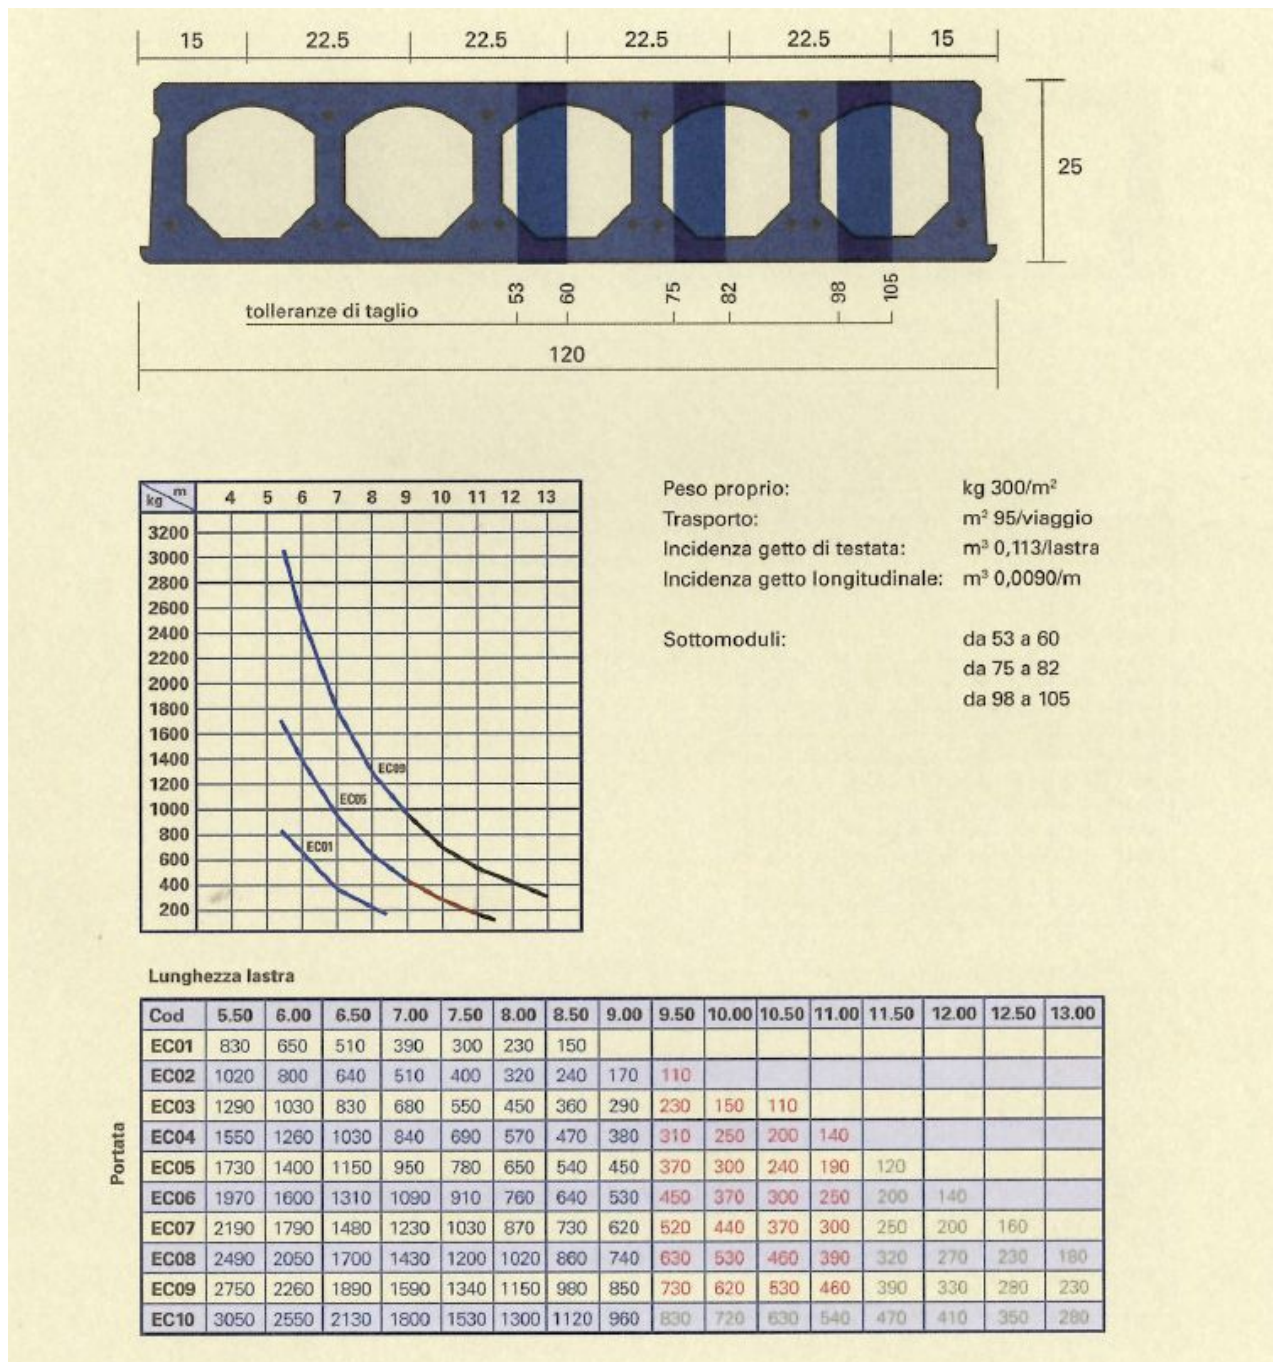 15 22.5 22.5 22.5 22.5 15
25
tolleranze di taglio 53 60 75 82 98 105
120
kg m 4 5 6 7 8 9 10 11 12 13
3200
3000
2800
2600
2400
2200
2000
1800
1600
1400
1200
1000
800
600
400
200
EC09
EC05
EC01
Peso proprio: kg 300/m²
Trasporto: m² 95/viaggio
Incidenza getto di testata: m³ 0,113/lastra
Incidenza getto longitudinale: m³ 0,0090/m
Sottomoduli: da 53 a 60
da 75 a 82
da 98 a 105
Lunghezza lastra
Portata
Cod 5.50 6.00 6.50 7.00 7.50 8.00 8.50 9.00 9.50 10.00 10.50 11.00 11.50 12.00 12.50 13.00
EC01 830 650 510 390 300 230 150
EC02 1020 800 640 510 400 320 240 170 110
EC03 1290 1030 830 680 550 450 360 290 230 150 110
EC04 1550 1260 1030 840 690 570 470 380 310 250 200 140
EC05 1730 1400 1150 950 780 650 540 450 370 300 240 190 120
EC06 1970 1600 1310 1090 910 760 640 530 450 370 300 250 200 140
EC07 2190 1790 1480 1230 1030 870 730 620 520 440 370 300 250 200 160
EC08 2490 2050 1700 1430 1200 1020 860 740 630 530 460 390 320 270 230 180
EC09 2750 2260 1890 1590 1340 1150 980 850 730 620 530 460 390 330 280 230
EC10 3050 2550 2130 1800 1530 1300 1120 960 830 720 630 540 470 410 350 280